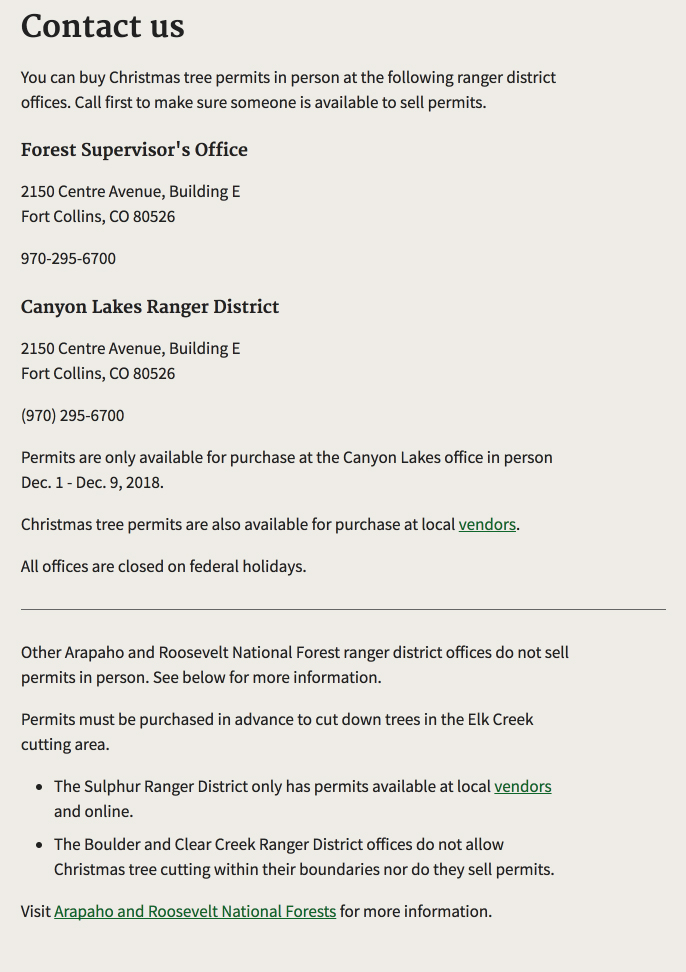 Contact us
You can buy Christmas tree permits in person at the following ranger district
offices. Call first to make sure someone is available to sell permits.
Forest Supervisor's Office
2150 Centre Avenue, Building E
Fort Collins, CO 80526
970-295-6700
Canyon Lakes Ranger District
2150 Centre Avenue, Building E
Fort Collins, CO 80526
(970) 295-6700
Permits are only available for purchase at the Canyon Lakes office in person
Dec. 1 - Dec. 9, 2018.
Christmas tree permits are also available for purchase at local vendors.
All offices are closed on federal holidays.
Other Arapaho and Roosevelt National Forest ranger district offices do not sell
permits in person. See below for more information.
Permits must be purchased in advance to cut down trees in the Elk Creek
cutting area.
• The Sulphur Ranger District only has permits available at local vendors
and online.
• The Boulder and Clear Creek Ranger District offices do not allow
Christmas tree cutting within their boundaries nor do they sell permits.
Visit Arapaho and Roosevelt National Forests for more information.